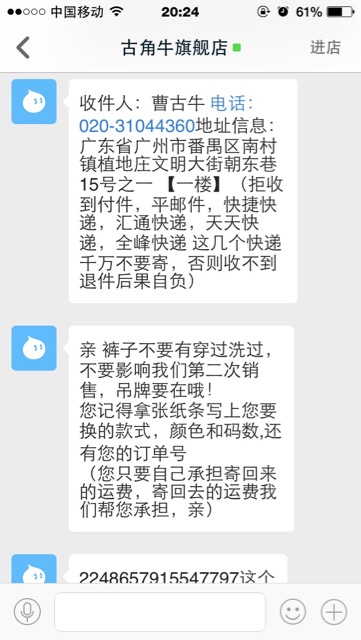 中国移动 20:24 61%
古角牛旗舰店 进店
收件人：曹古牛 电话：
020-31044360地址信息：
广东省广州市番禺区南村
镇植地庄文明大街朝东巷
15号之一 【一楼】（拒收
到付件，平邮件，快捷快
递，汇通快递，天天快
递，全峰快递 这几个快递
千万不要寄，否则收不到
退件后果自负）
亲 裤子不要有穿过洗过，
不要影响我们第二次销
售，吊牌要在哦！
您记得拿张纸条写上您要
换的款式，颜色和码数,还
有您的订单号
（您只要自己承担寄回来
的运费，寄回去的运费我
们帮您承担，亲）
2248657915547797这个